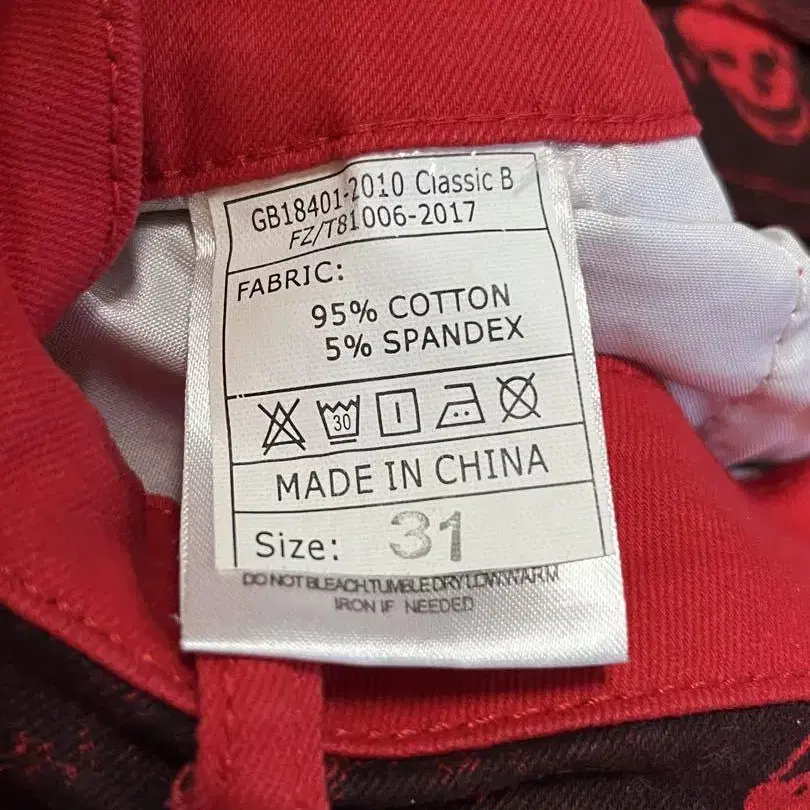 GB18401-2010 Classic B
FZ/T81006-2017
FABRIC:
95% COTTON
5% SPANDEX
30
MADE IN CHINA
Size: 31
DO NOT BLEACH,TUMBLE DRY LOW.WARM
IRON IF NEEDED